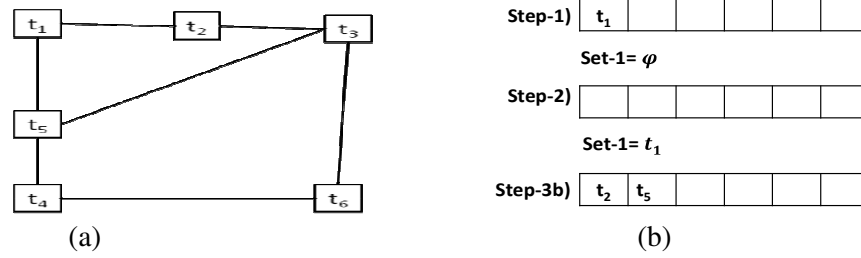 t₁ t₂ t₃
t₅
t₄ t₆
(a)
Step-1) t₁
Set-1= φ
Step-2)
Set-1= t₁
Step-3b) t₂ t₅
(b)